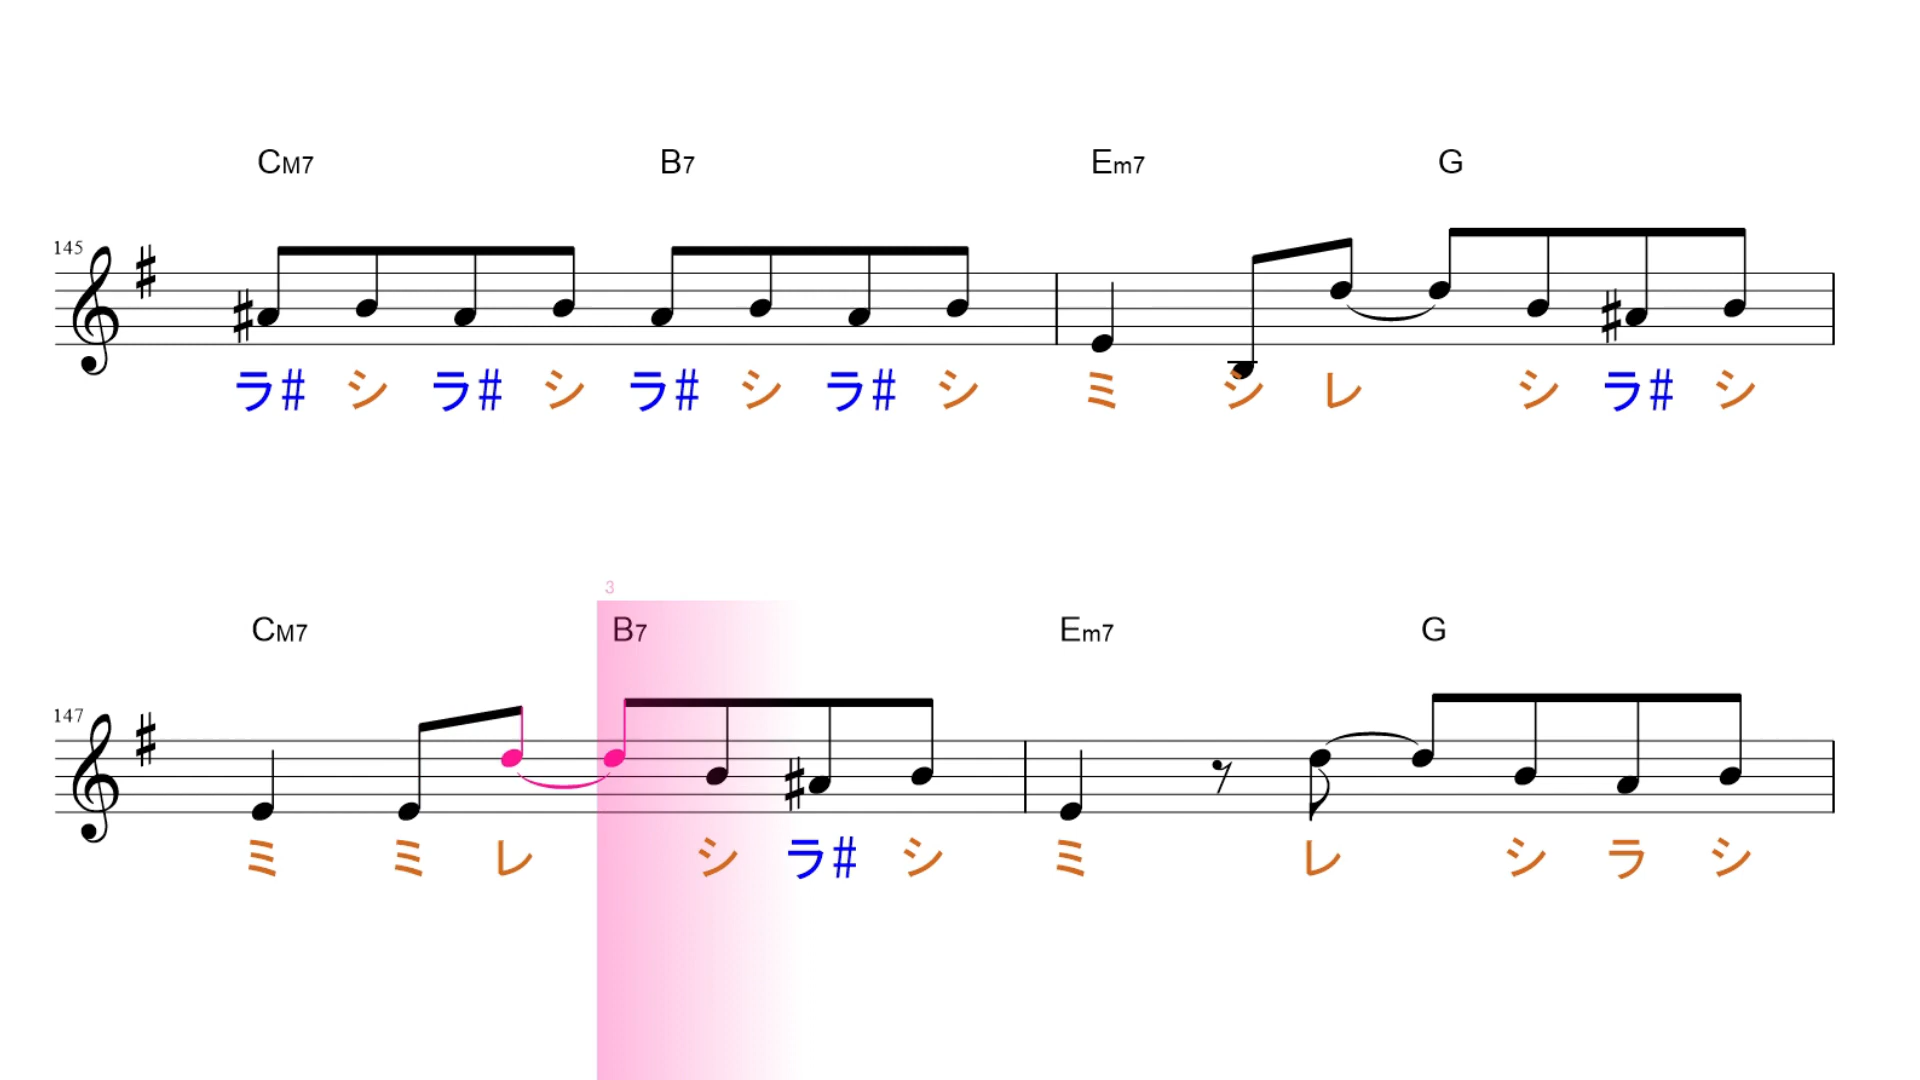 CM7 B7 Em7 G
145
ラ# シ ラ# シ ラ# シ ラ# シ ミ シ レ シ ラ# シ
3
CM7 B7 Em7 G
147
ミ ミ レ シ ラ# シ ミ レ シ ラ シ